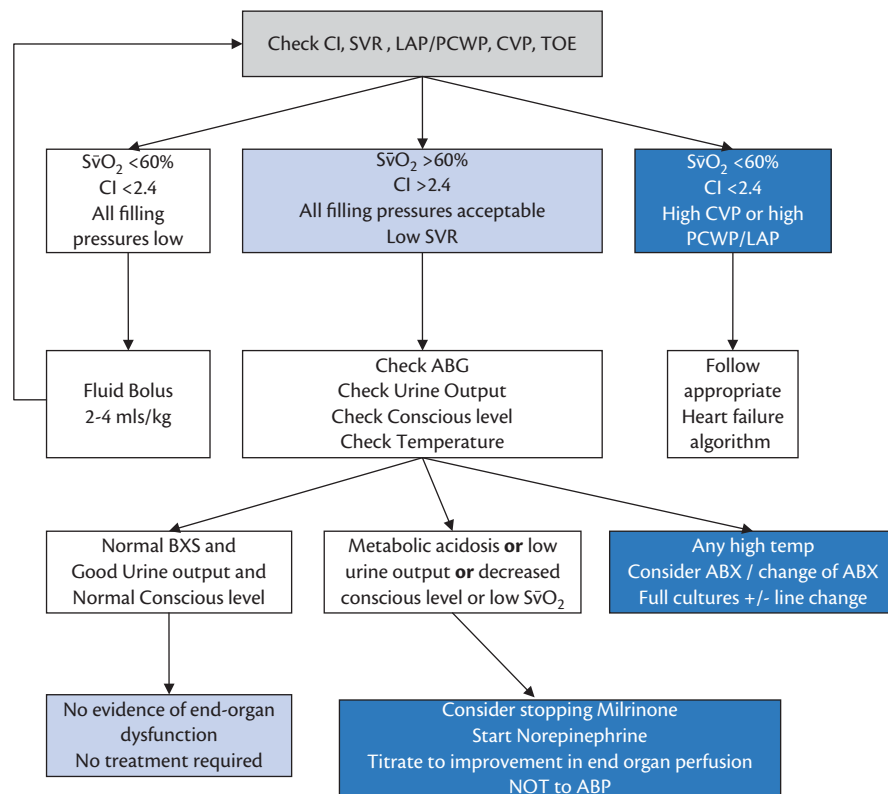 Check CI, SVR , LAP/PCWP, CVP, TOE
Sv̄O₂ <60%
CI <2.4
All filling
pressures low
Sv̄O₂ >60%
CI >2.4
All filling pressures acceptable
Low SVR
Sv̄O₂ <60%
CI <2.4
High CVP or high
PCWP/LAP
Fluid Bolus
2-4 mls/kg
Check ABG
Check Urine Output
Check Conscious level
Check Temperature
Follow
appropriate
Heart failure
algorithm
Normal BXS and
Good Urine output and
Normal Conscious level
Metabolic acidosis or low
urine output or decreased
conscious level or low Sv̄O₂
Any high temp
Consider ABX / change of ABX
Full cultures +/- line change
No evidence of end-organ
dysfunction
No treatment required
Consider stopping Milrinone
Start Norepinephrine
Titrate to improvement in end organ perfusion
NOT to ABP